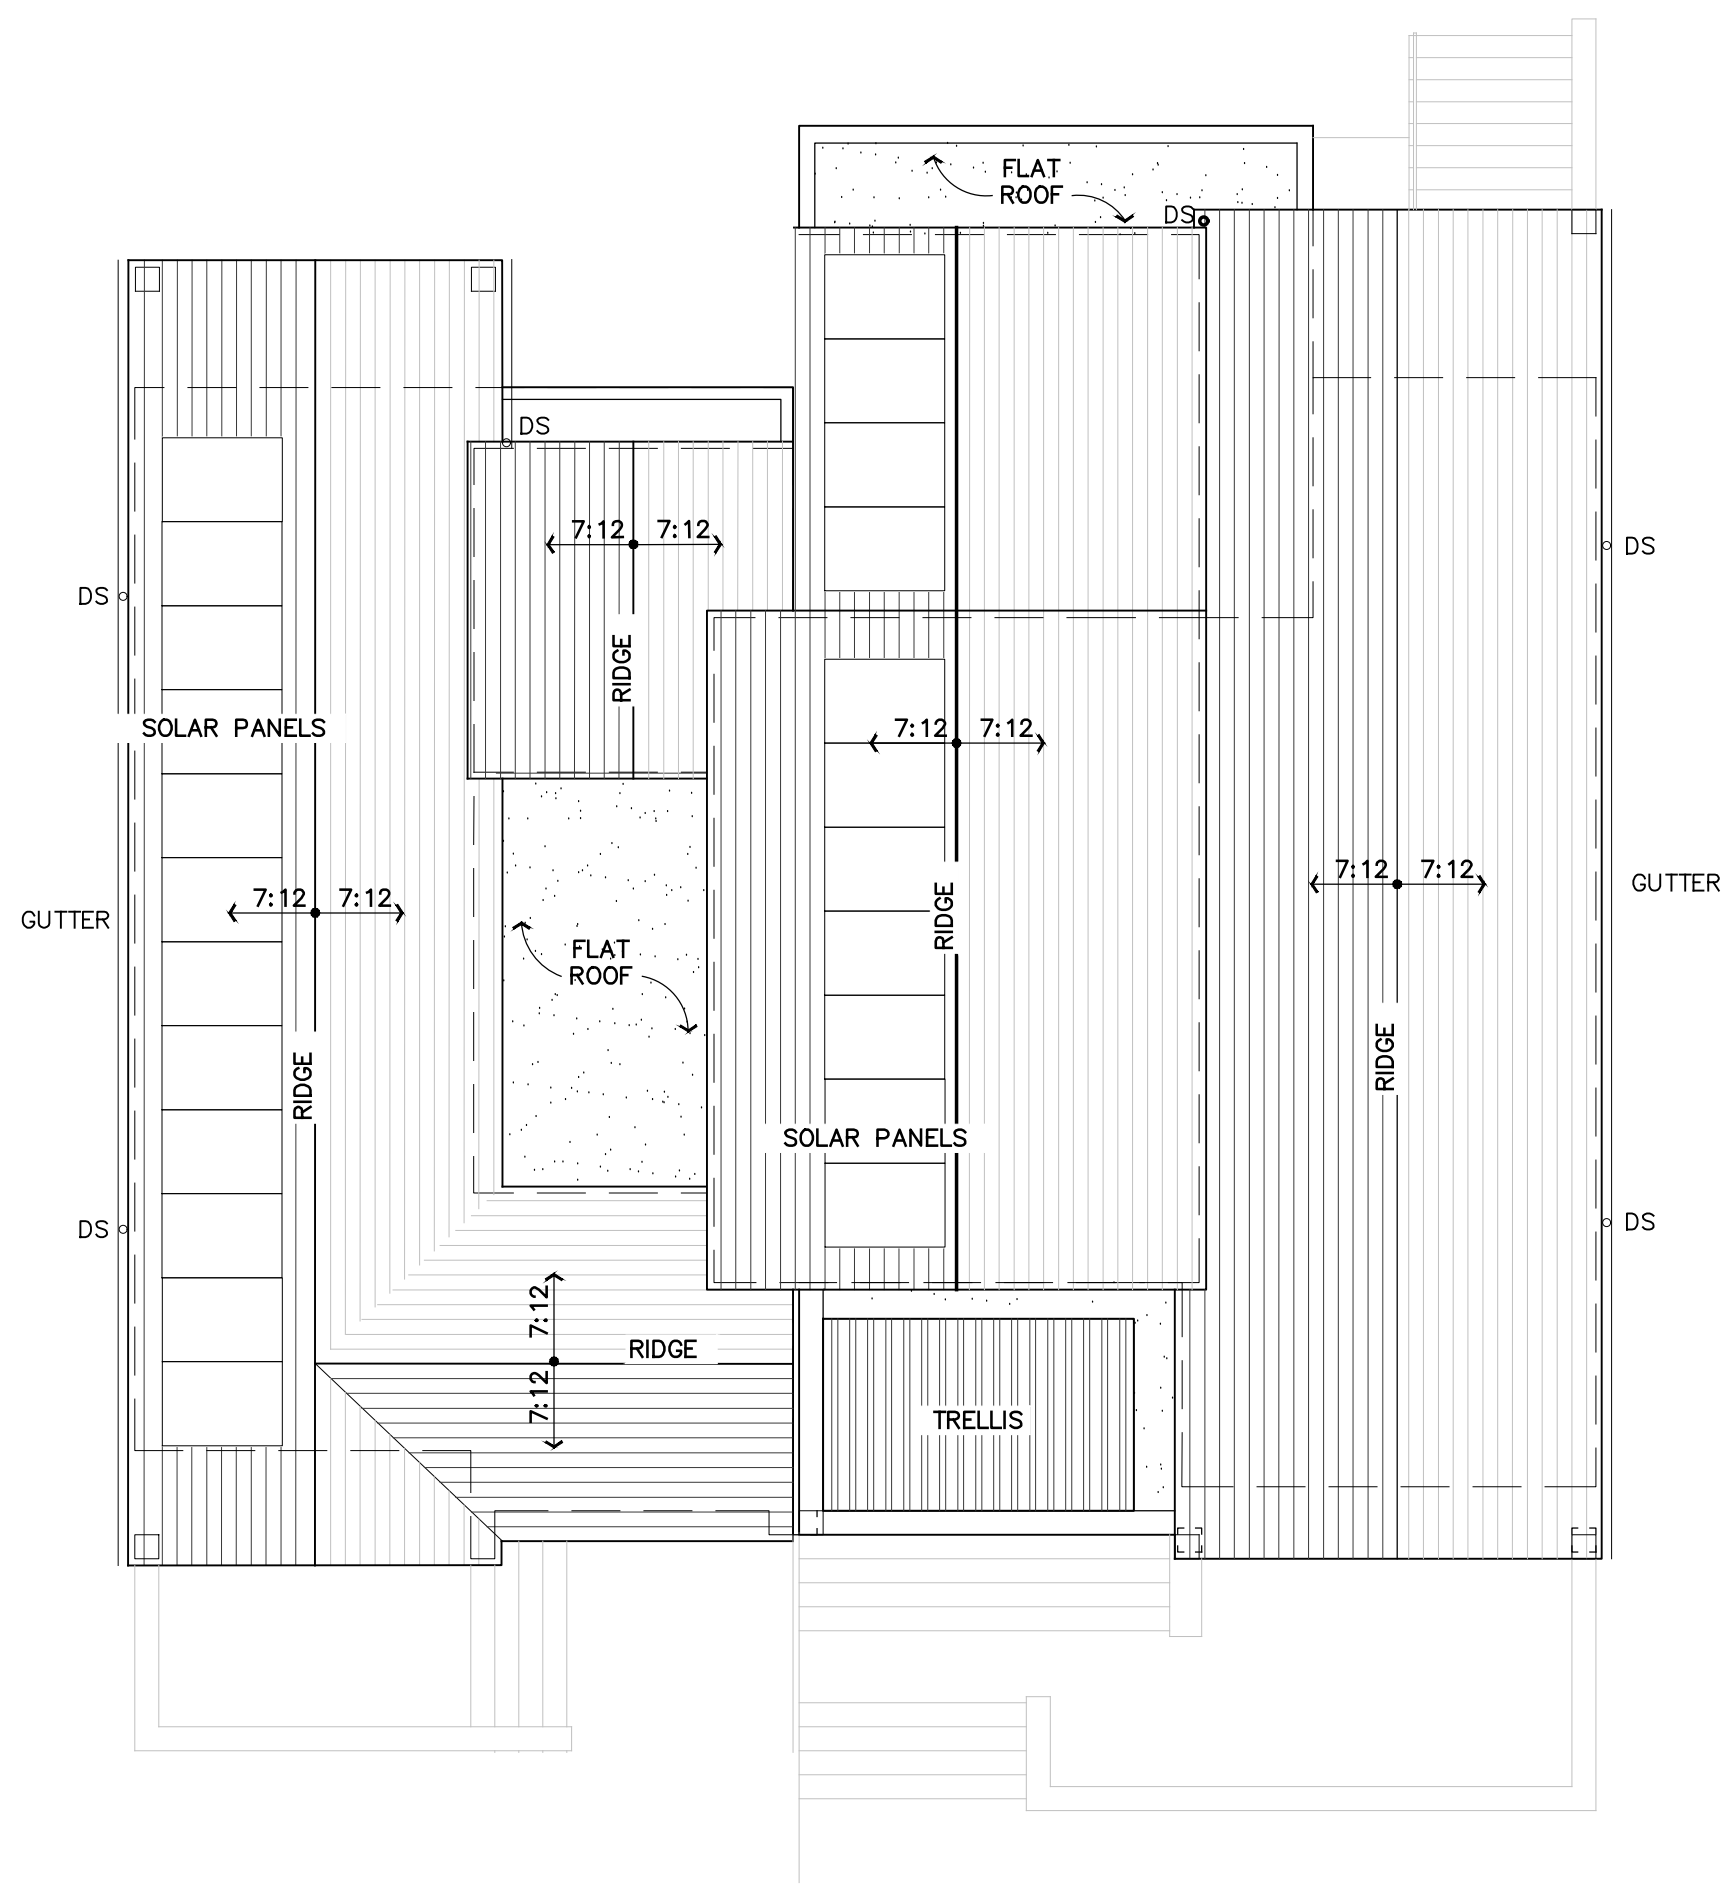 FLAT
ROOF
DS
DS
7:12
7:12
DS
DS
RIDGE
SOLAR PANELS
7:12
7:12
7:12
7:12
GUTTER
7:12
7:12
GUTTER
RIDGE
FLAT
ROOF
RIDGE
RIDGE
SOLAR PANELS
DS
DS
7:12
RIDGE
7:12
TRELLIS